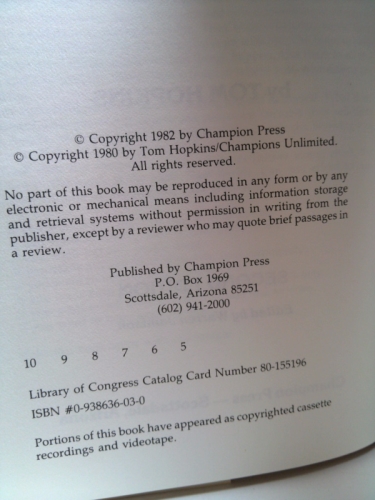 © Copyright 1982 by Champion Press
© Copyright 1980 by Tom Hopkins/Champions Unlimited.
All rights reserved.
No part of this book may be reproduced in any form or by any
electronic or mechanical means including information storage
and retrieval systems without permission in writing from the
publisher, except by a reviewer who may quote brief passages in
a review.
Published by Champion Press
P.O. Box 1969
Scottsdale, Arizona 85251
(602) 941-2000
10 9 8 7 6 5
Library of Congress Catalog Card Number 80-155196
ISBN #0-938636-03-0
Portions of this book have appeared as copyrighted cassette
recordings and videotape.